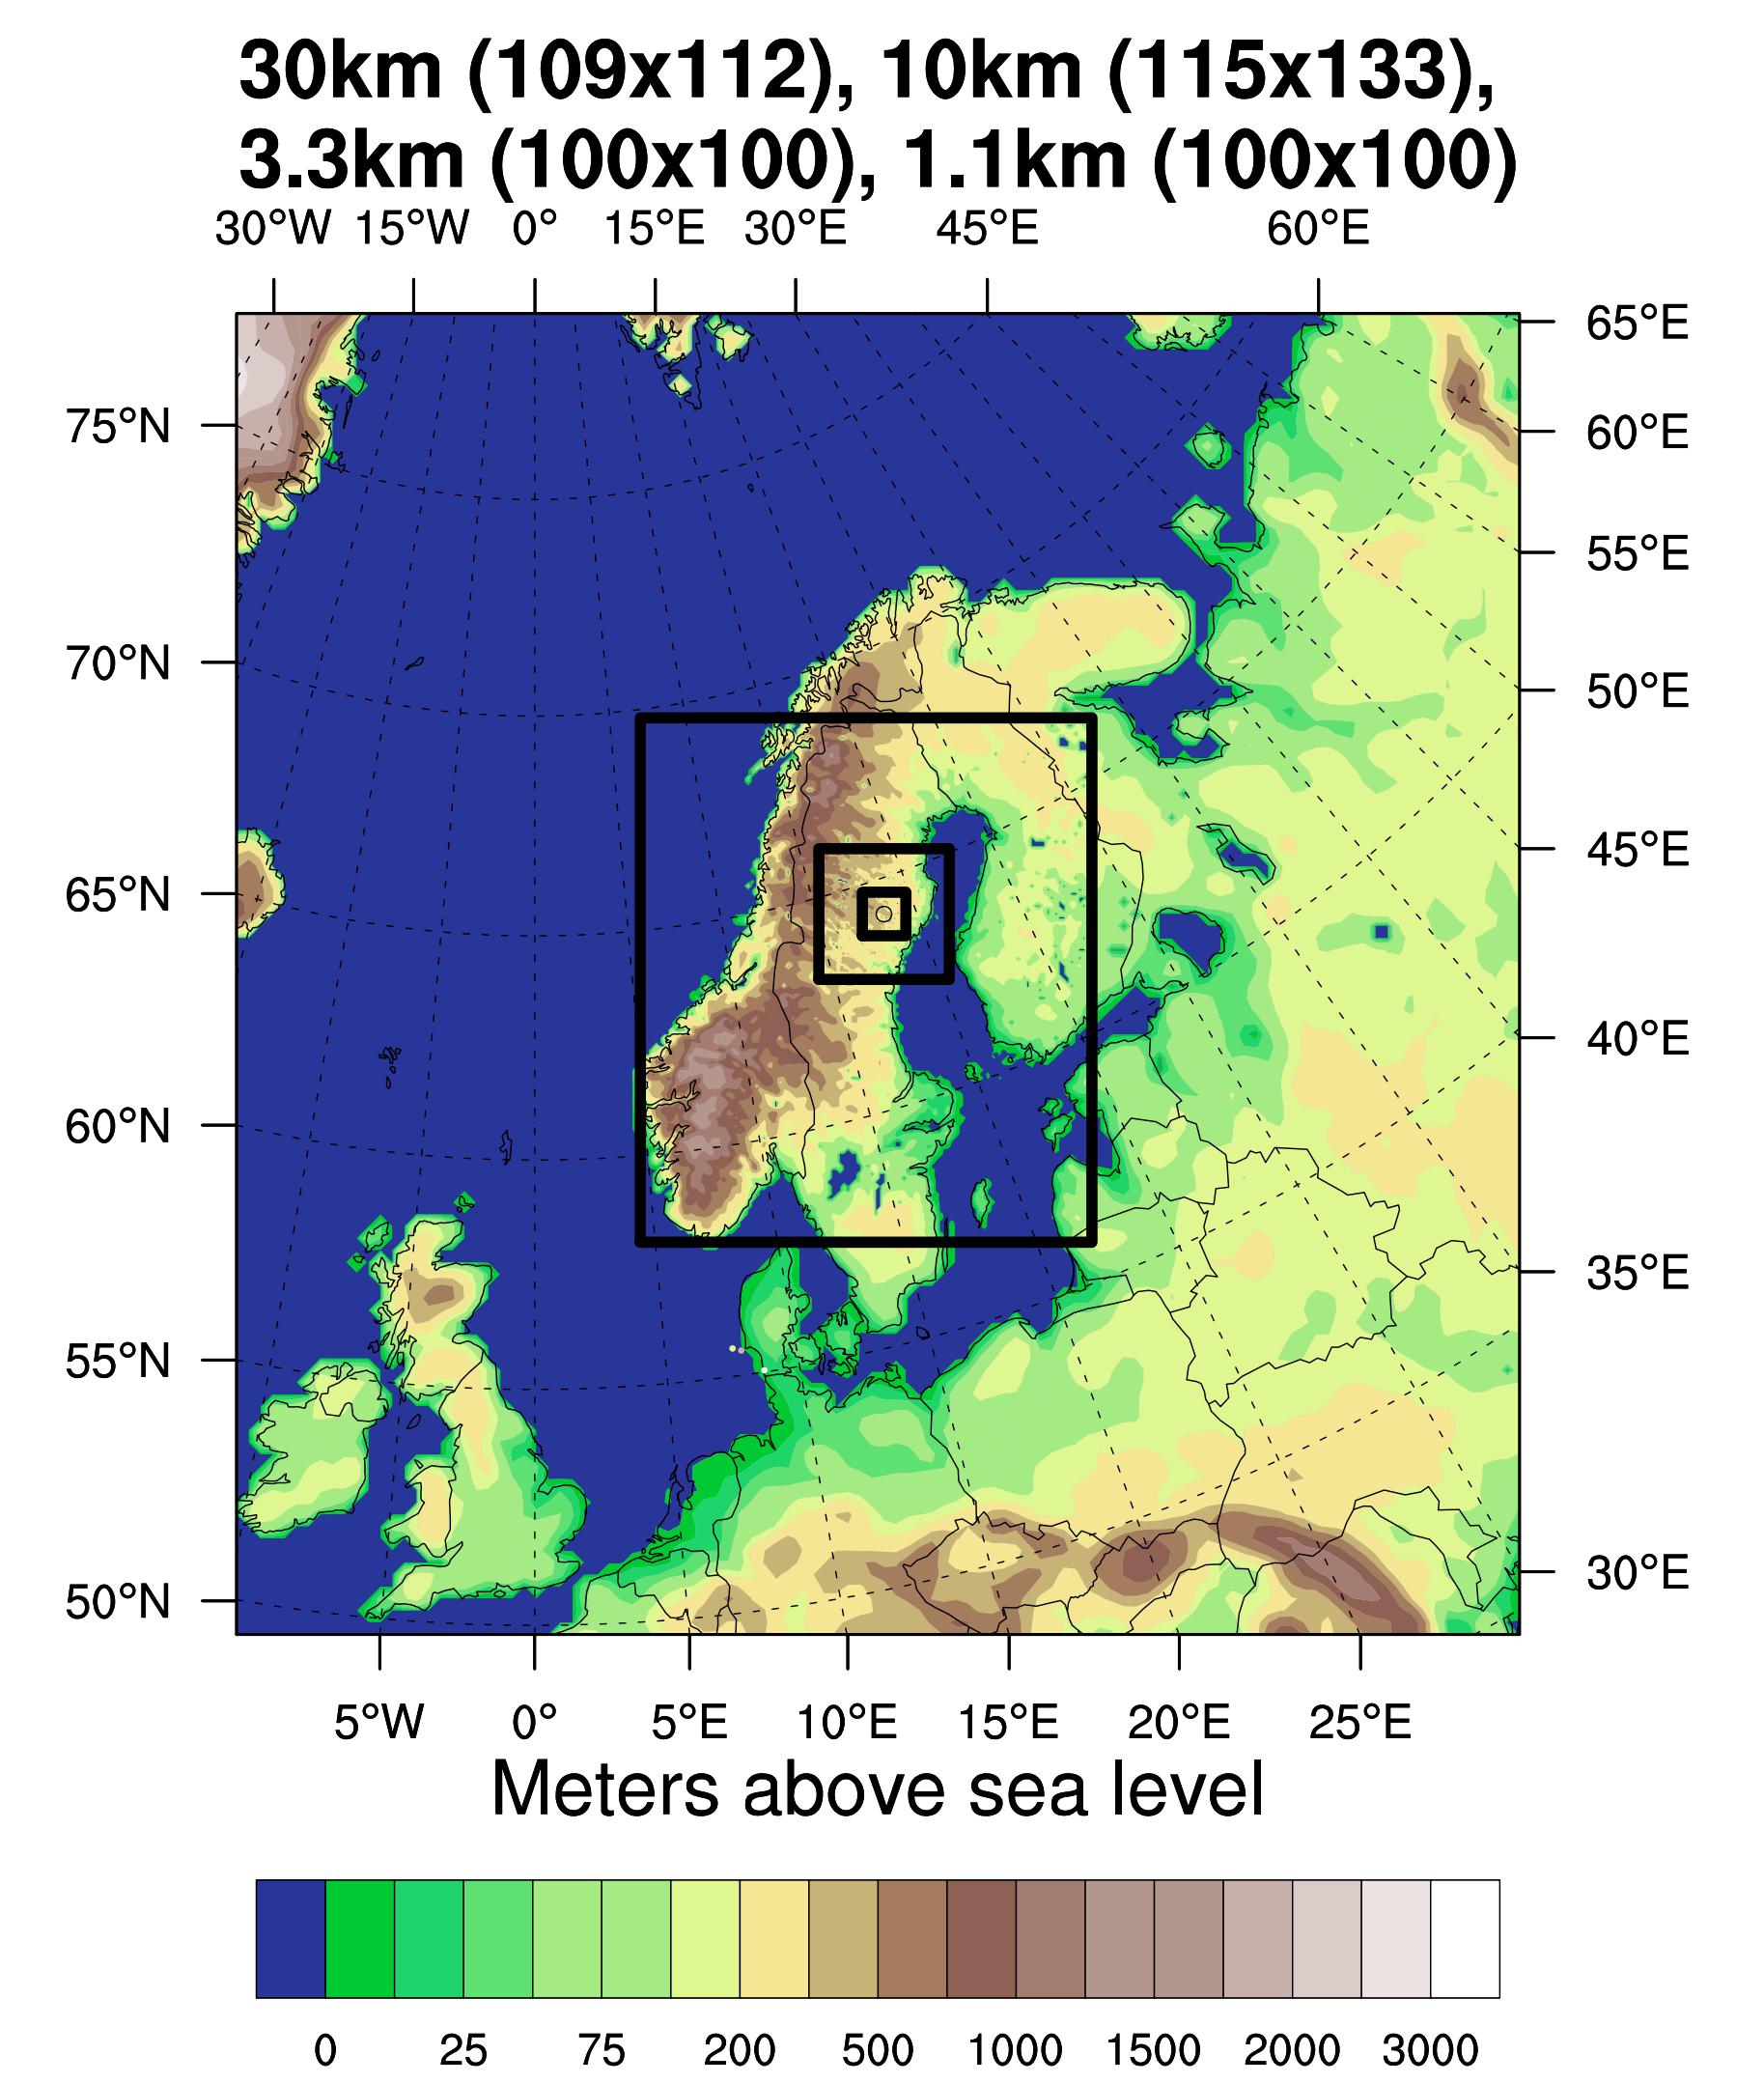 30km (109x112), 10km (115x133),
3.3km (100x100), 1.1km (100x100)
30°W 15°W 0° 15°E 30°E 45°E 60°E
65°E
75°N
60°E
55°E
70°N
50°E
45°E
65°N
40°E
60°N
35°E
55°N
30°E
50°N
5°W 0° 5°E 10°E 15°E 20°E 25°E
Meters above sea level
0 25 75 200 500 1000 1500 2000 3000